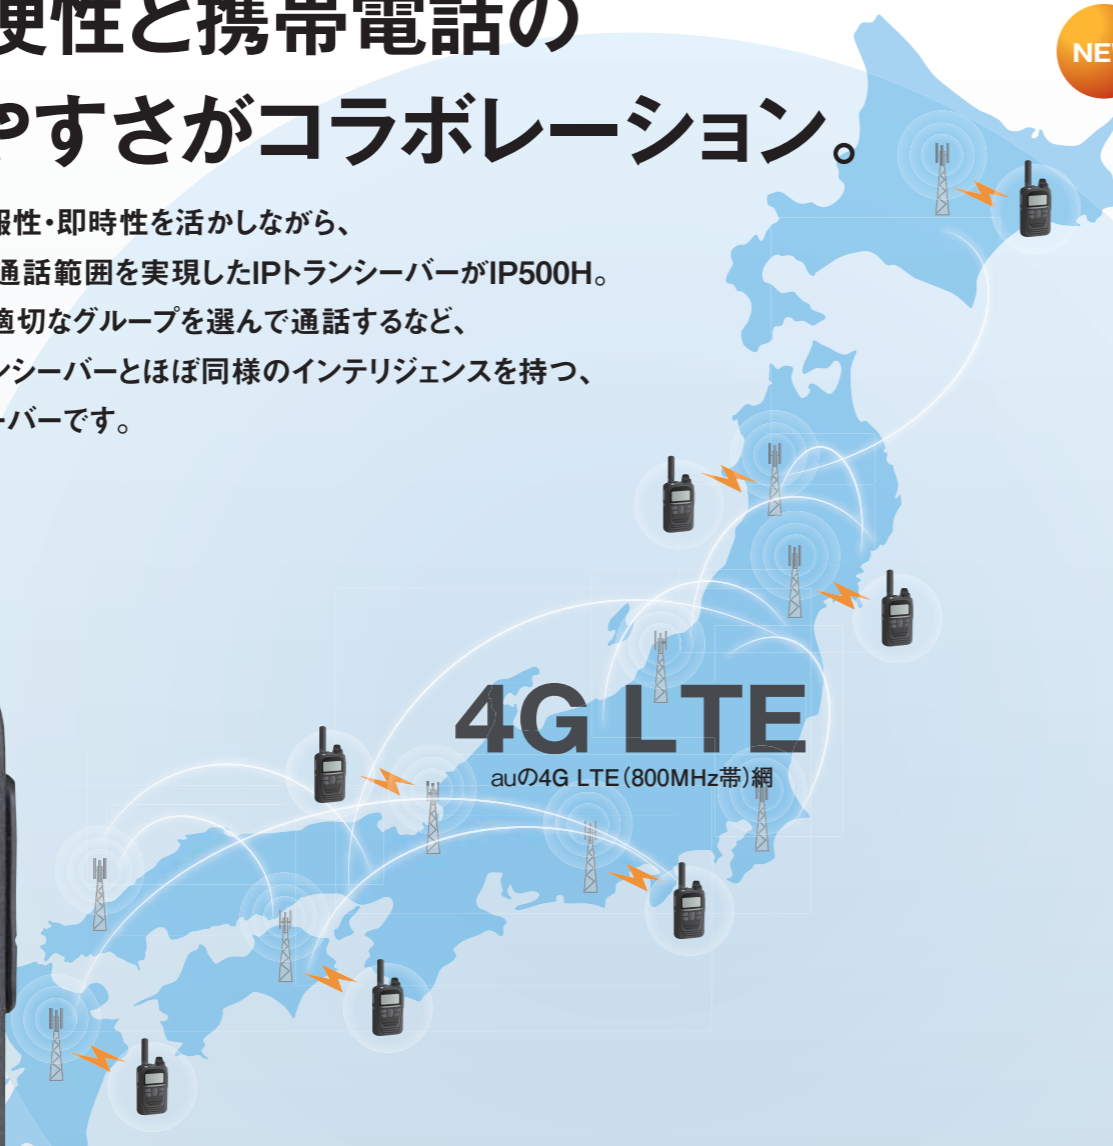 便性と携帯電話の
やすさがコラボレーション。
NEW
報性・即時性を活かしながら、
通話範囲を実現したIPトランシーバーがIP500H。
適切なグループを選んで通話するなど、
ンシーバーとほぼ同様のインテリジェンスを持つ、
ーバーです。
4G LTE
auの4G LTE（800MHz帯）網